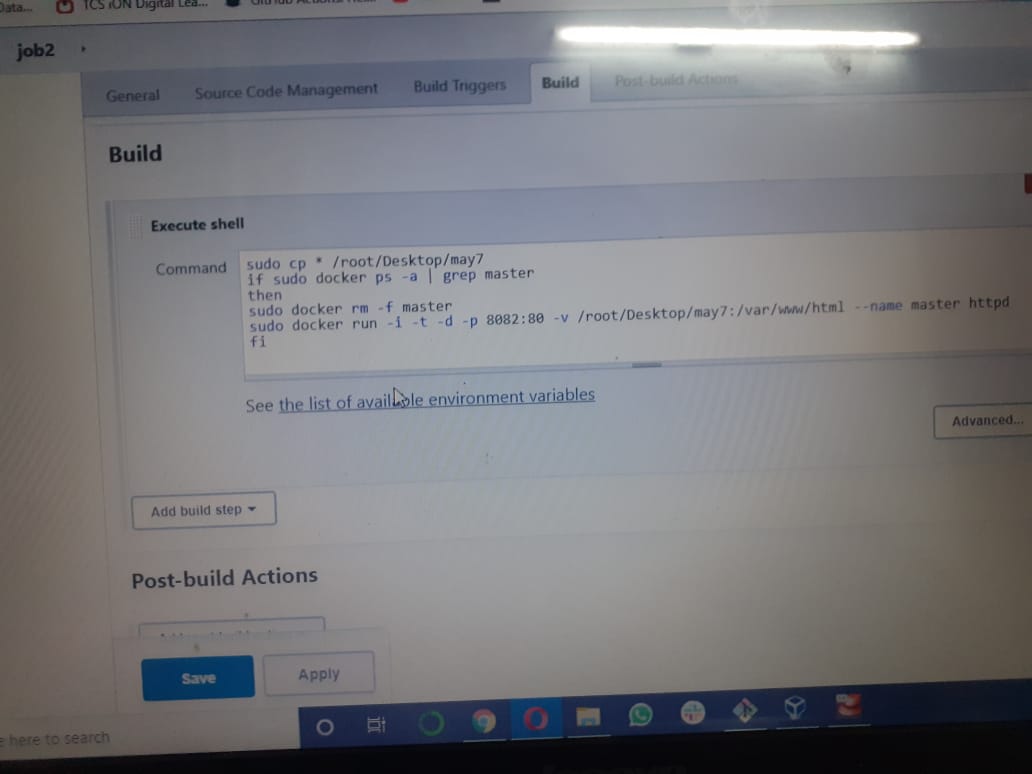 TCS iON Digital Lea...
job2
General Source Code Management Build Triggers Build Post-build Actions
Build
Execute shell
Command
sudo cp * /root/Desktop/may7
if sudo docker ps -a | grep master
then
sudo docker rm -f master
sudo docker run -i -t -d -p 8082:80 -v /root/Desktop/may7:/var/www/html --name master httpd
fi
See the list of available environment variables
Advanced...
Add build step
Post-build Actions
Save Apply
here to search